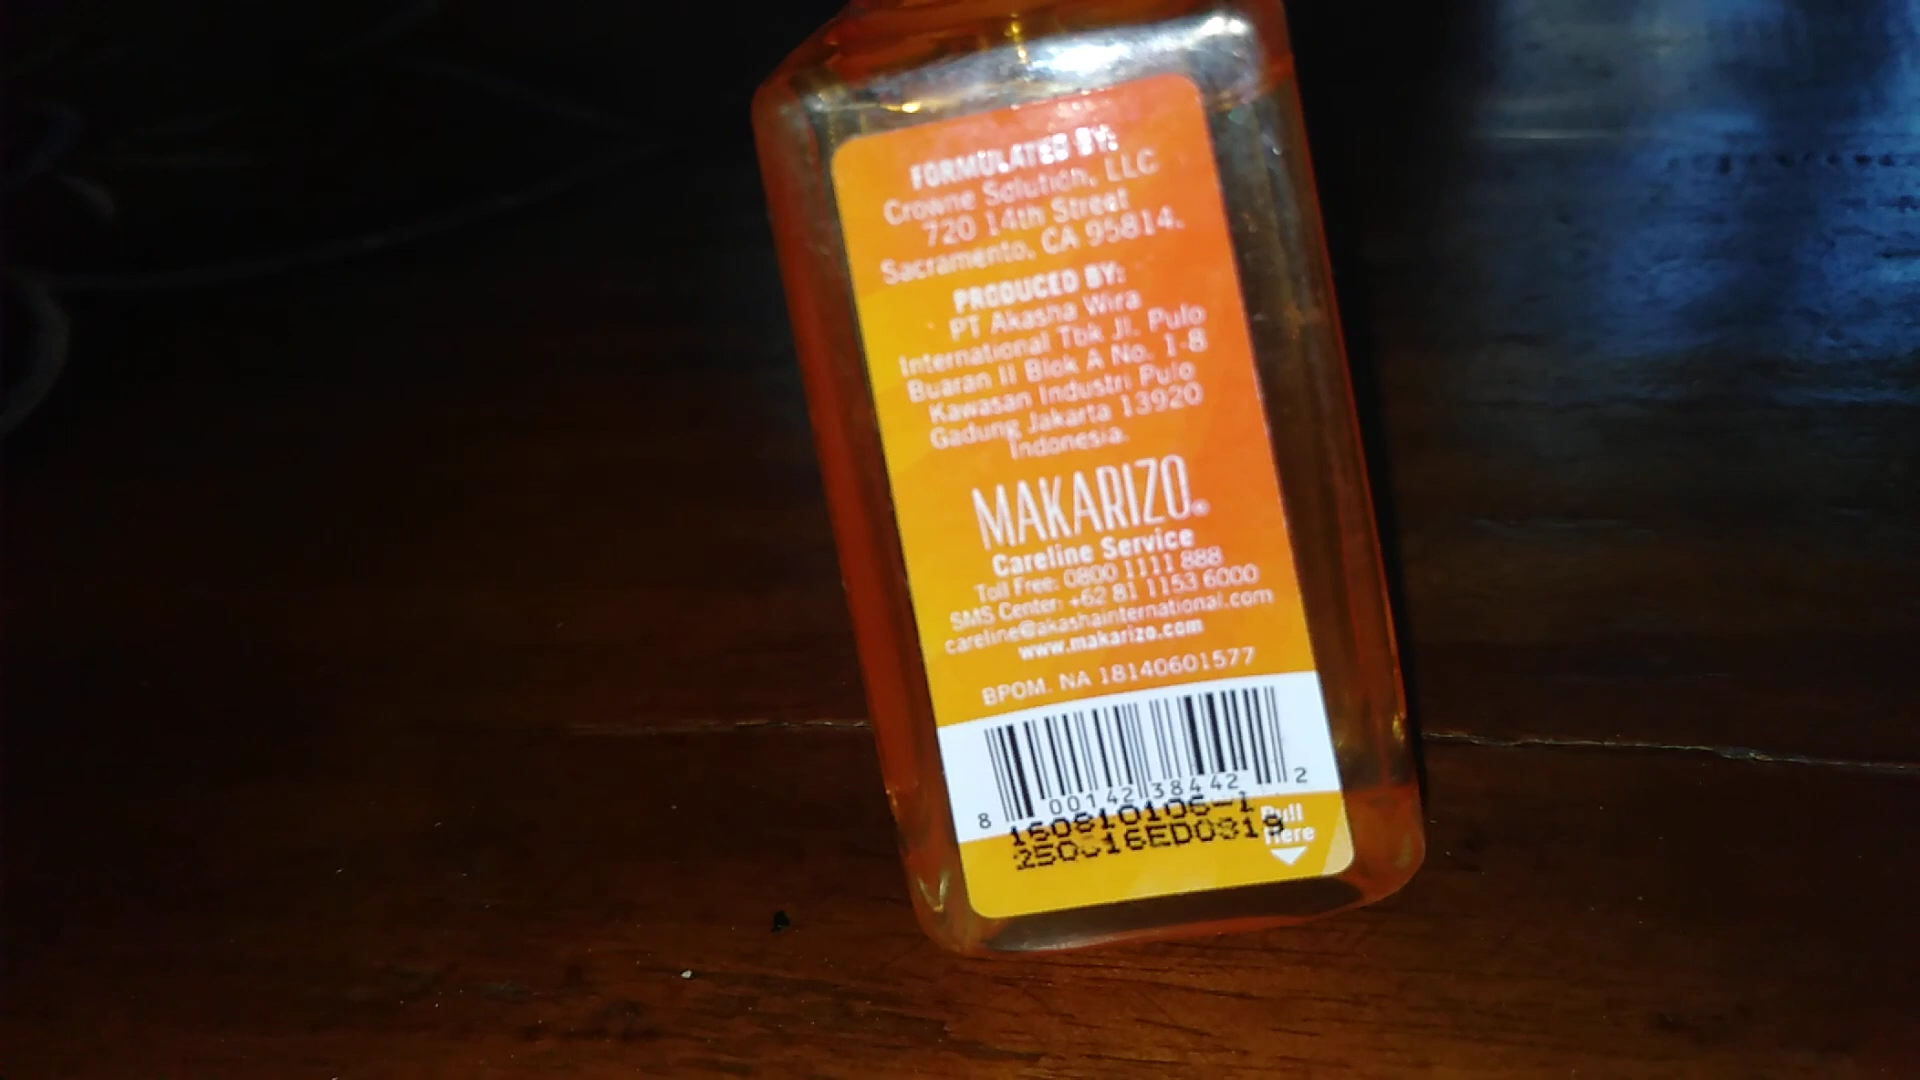 FORMULATED BY:
Crowne Solution, LLC
720 14th Street
Sacramento, CA 95814.
PRODUCED BY:
PT Akasha Wira
International Tbk Jl. Pulo
Buaran II Blok A No. 1-8
Kawasan Industri Pulo
Gadung Jakarta 13920
Indonesia.
MAKARIZO®
Careline Service
Toll Free: 0800 1111 888
SMS Center: +62 81 1153 6000
careline@akashainternational.com
www.makarizo.com
BPOM. NA 18140601577
8 00142 38442 2
160810106-1
Pull
Here